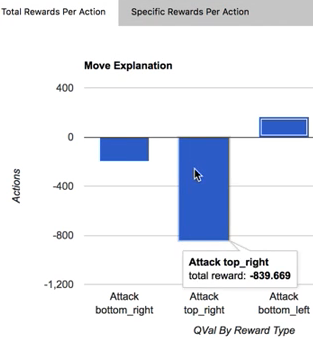 Total Rewards Per Action
Specific Rewards Per Action
Move Explanation
400
0
-400
-800
-1,200
Actions
Attack top_right
total reward: -839.669
Attack
bottom_right
Attack
top_right
Attack
bottom_left
QVal By Reward Type